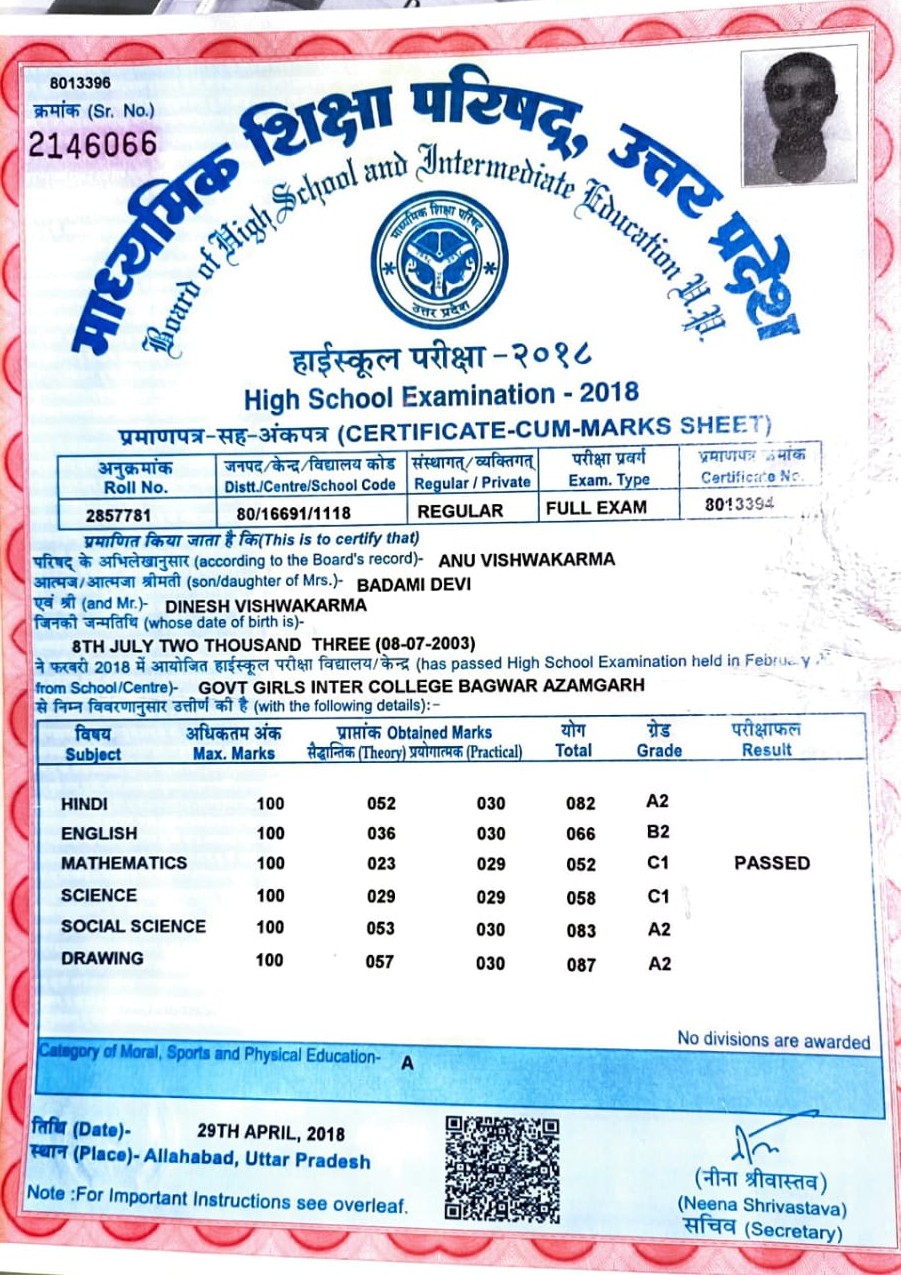 8013396
क्रमांक (Sr. No.)
2146066
माध्यमिक शिक्षा परिषद्, उत्तर प्रदेश
Board of High School and Intermediate Education U.P.
माध्यमिक शिक्षा परिषद
उत्तर प्रदेश
हाईस्कूल परीक्षा -२०१८
High School Examination - 2018
प्रमाणपत्र-सह-अंकपत्र (CERTIFICATE-CUM-MARKS SHEET)
अनुक्रमांक जनपद/केन्द्र/विद्यालय कोड संस्थागत्/व्यक्तिगत् परीक्षा प्रवर्ग प्रमाणपत्र क्रमांक
Roll No. Distt./Centre/School Code Regular / Private Exam. Type Certificate No.
2857781 80/16691/1118 REGULAR FULL EXAM 8013394
प्रमाणित किया जाता है कि(This is to certify that)
परिषद् के अभिलेखानुसार (according to the Board's record)- ANU VISHWAKARMA
आत्मज/आत्मजा श्रीमती (son/daughter of Mrs.)- BADAMI DEVI
एवं श्री (and Mr.)- DINESH VISHWAKARMA
जिनकी जन्मतिथि (whose date of birth is)-
8TH JULY TWO THOUSAND THREE (08-07-2003)
ने फरवरी 2018 में आयोजित हाईस्कूल परीक्षा विद्यालय/केन्द्र (has passed High School Examination held in February
from School/Centre)- GOVT GIRLS INTER COLLEGE BAGWAR AZAMGARH
से निम्न विवरणानुसार उत्तीर्ण की है (with the following details):-
विषय अधिकतम अंक प्राप्तांक Obtained Marks योग ग्रेड परीक्षाफल
Subject Max. Marks सैद्धान्तिक (Theory) प्रयोगात्मक (Practical) Total Grade Result
HINDI 100 052 030 082 A2
ENGLISH 100 036 030 066 B2
MATHEMATICS 100 023 029 052 C1 PASSED
SCIENCE 100 029 029 058 C1
SOCIAL SCIENCE 100 053 030 083 A2
DRAWING 100 057 030 087 A2
No divisions are awarded
Category of Moral, Sports and Physical Education- A
तिथि (Date)- 29TH APRIL, 2018
स्थान (Place)- Allahabad, Uttar Pradesh
Note :For Important Instructions see overleaf.
(नीना श्रीवास्तव)
(Neena Shrivastava)
सचिव (Secretary)